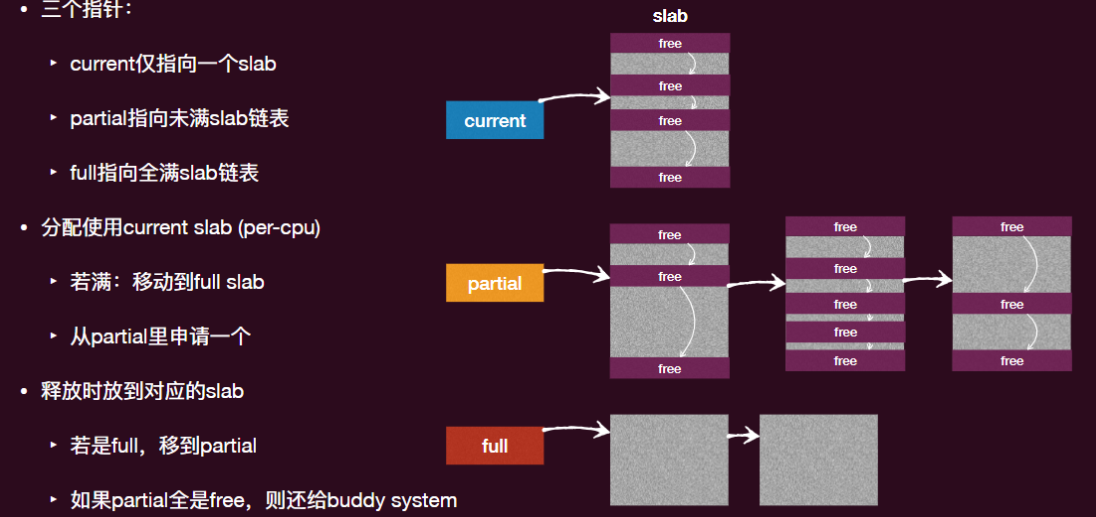 • 三个指针：
‣ current仅指向一个slab
‣ partial指向未满slab链表
‣ full指向全满slab链表
• 分配使用current slab (per-cpu)
‣ 若满：移动到full slab
‣ 从partial里申请一个
• 释放时放到对应的slab
‣ 若是full，移到partial
‣ 如果partial全是free，则还给buddy system
slab
free
free
free
free
current
partial
free
free
free
free
free
free
free
free
free
free
free
full